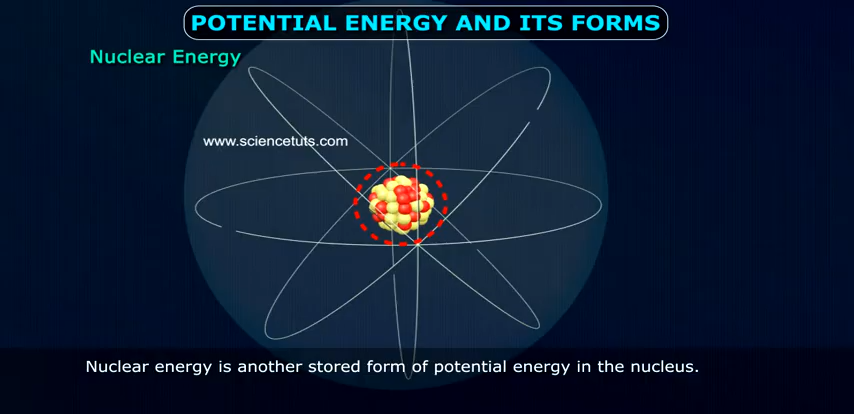 POTENTIAL ENERGY AND ITS FORMS
Nuclear Energy
www.sciencetuts.com
Nuclear energy is another stored form of potential energy in the nucleus.